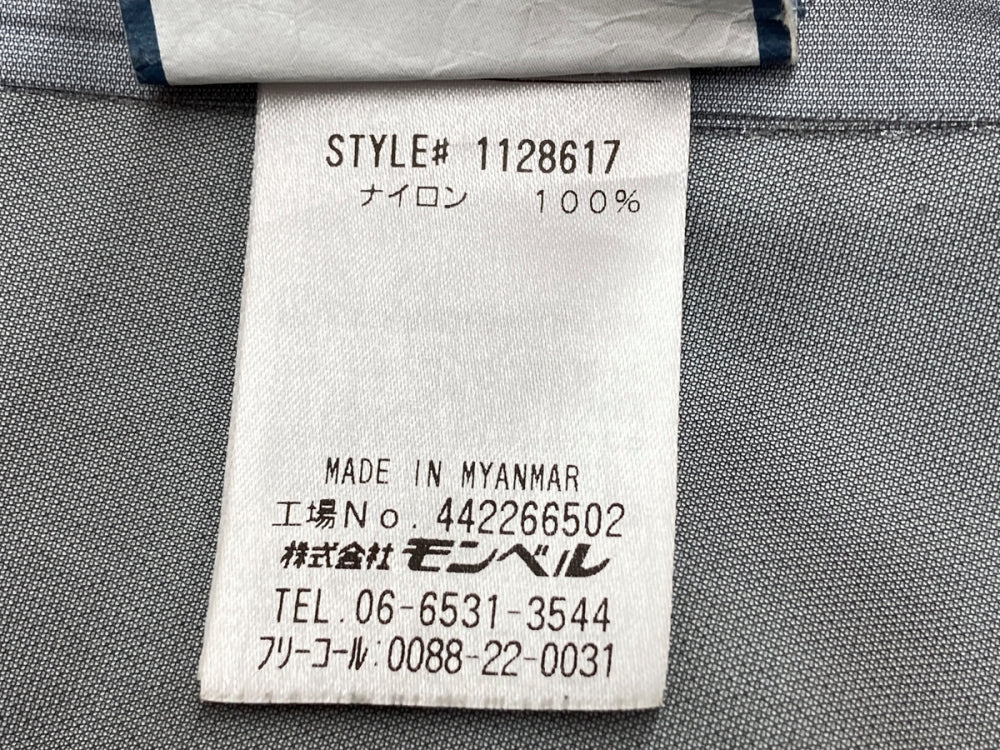 STYLE# 1128617
ナイロン 100%
MADE IN MYANMAR
工場No. 442266502
株式会社 モンベル
TEL.06-6531-3544
フリーコール:0088-22-0031